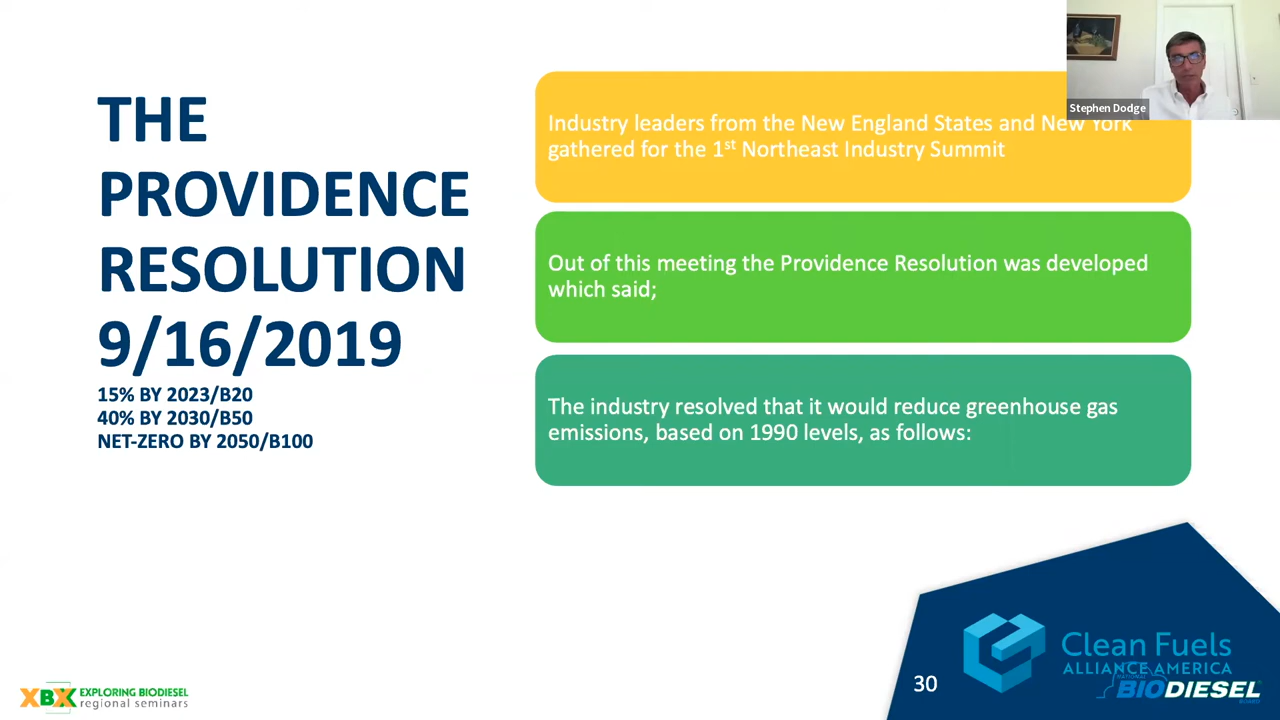 THE
PROVIDENCE
RESOLUTION
9/16/2019
15% BY 2023/B20
40% BY 2030/B50
NET-ZERO BY 2050/B100
Industry leaders from the New England States and New York
gathered for the 1st Northeast Industry Summit
Out of this meeting the Providence Resolution was developed
which said;
The industry resolved that it would reduce greenhouse gas
emissions, based on 1990 levels, as follows:
Stephen Dodge
XBX EXPLORING BIODIESEL
regional seminars
30
Clean Fuels
ALLIANCE AMERICA
NATIONAL
BIODIESEL
BOARD